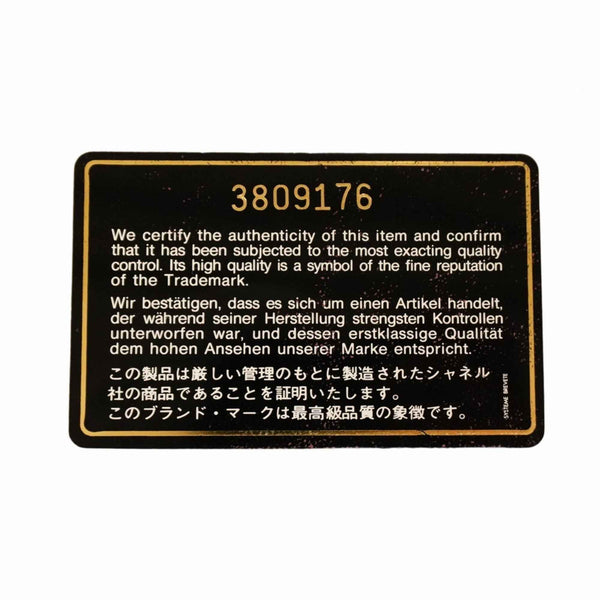 3809176
We certify the authenticity of this item and confirm
that it has been subjected to the most exacting quality
control. Its high quality is a symbol of the fine reputation
of the Trademark.
Wir bestätigen, dass es sich um einen Artikel handelt,
der während seiner Herstellung strengsten Kontrollen
unterworfen war, und dessen erstklassige Qualität
dem hohen Ansehen unserer Marke entspricht.
この製品は厳しい管理のもとに製造されたシャネル
社の商品であることを証明いたします。
このブランド・マークは最高級品質の象徴です。
SYSTEME BREVETE